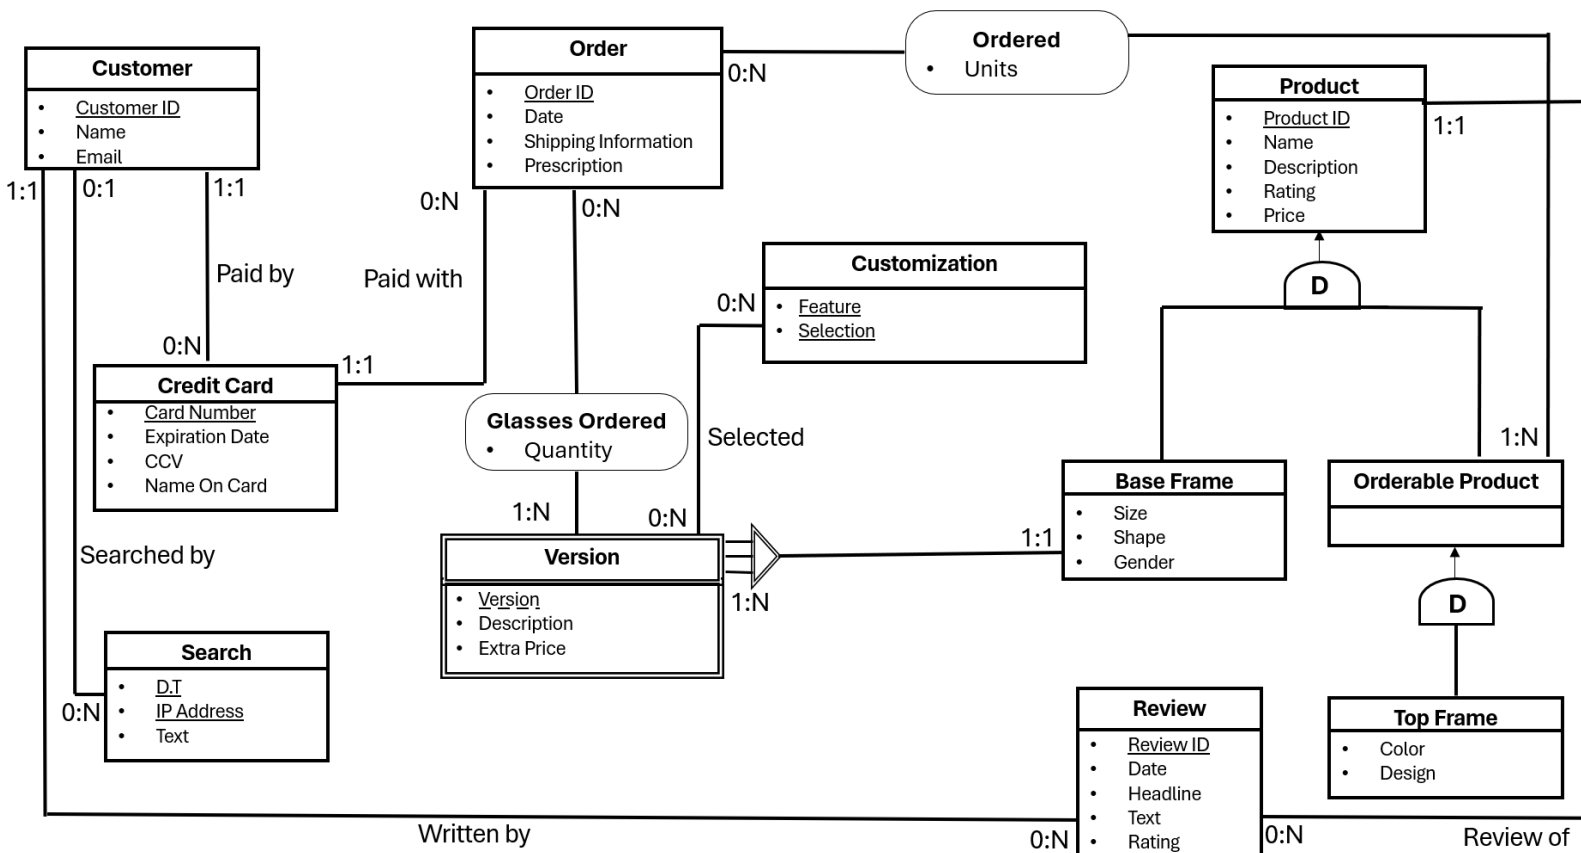 Customer
• Customer ID
• Name
• Email
1:1
0:1
1:1
Order
• Order ID
• Date
• Shipping Information
• Prescription
0:N
Ordered
• Units
Product
• Product ID
• Name
• Description
• Rating
• Price
1:1
0:N
0:N
Paid by
Paid with
Customization
• Feature
• Selection
0:N
D
0:N
1:1
Credit Card
• Card Number
• Expiration Date
• CCV
• Name On Card
Glasses Ordered
• Quantity
Selected
1:N
0:N
1:N
Base Frame
• Size
• Shape
• Gender
1:1
Orderable Product
Searched by
Version
• Version
• Description
• Extra Price
1:N
D
Search
• D.T
• IP Address
• Text
0:N
Review
• Review ID
• Date
• Headline
• Text
• Rating
Top Frame
• Color
• Design
Written by
0:N
0:N
Review of